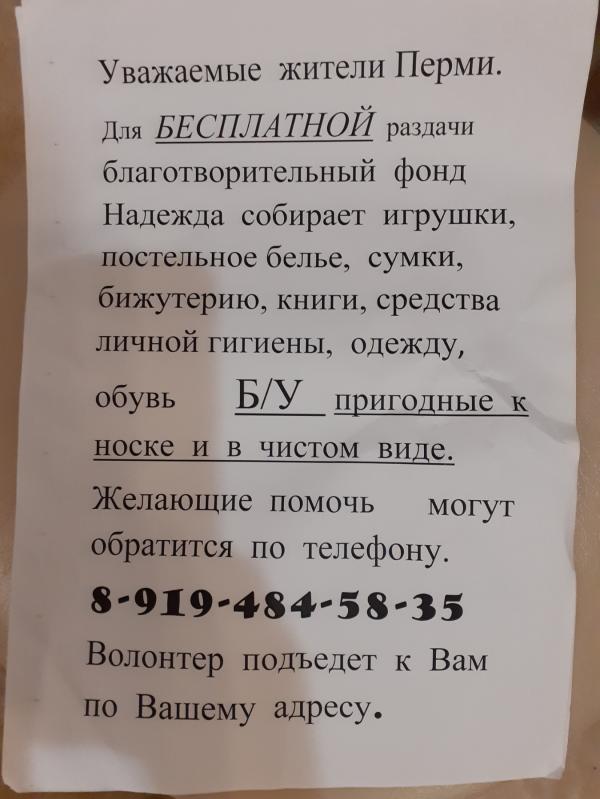 Уважаемые жители Перми.
Для БЕСПЛАТНОЙ раздачи
благотворительный фонд
Надежда собирает игрушки,
постельное белье, сумки,
бижутерию, книги, средства
личной гигиены, одежду,
обувь Б/У пригодные к
носке и в чистом виде.
Желающие помочь могут
обратится по телефону.
8-919-484-58-35
Волонтер подъедет к Вам
по Вашему адресу.